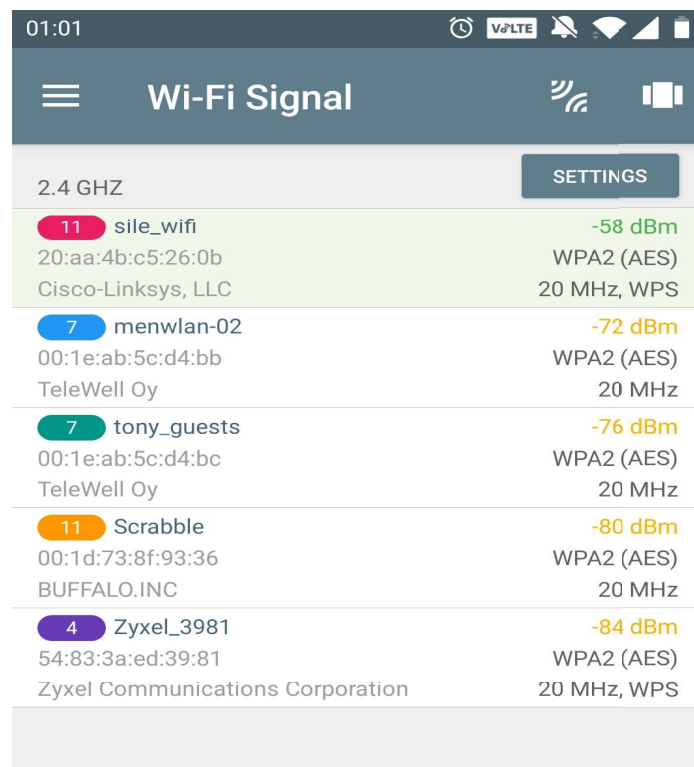 01:01 VoLTE
Wi-Fi Signal
2.4 GHZ SETTINGS
11 sile_wifi -58 dBm
20:aa:4b:c5:26:0b WPA2 (AES)
Cisco-Linksys, LLC 20 MHz, WPS
7 menwlan-02 -72 dBm
00:1e:ab:5c:d4:bb WPA2 (AES)
TeleWell Oy 20 MHz
7 tony_guests -76 dBm
00:1e:ab:5c:d4:bc WPA2 (AES)
TeleWell Oy 20 MHz
11 Scrabble -80 dBm
00:1d:73:8f:93:36 WPA2 (AES)
BUFFALO.INC 20 MHz
4 Zyxel_3981 -84 dBm
54:83:3a:ed:39:81 WPA2 (AES)
Zyxel Communications Corporation 20 MHz, WPS